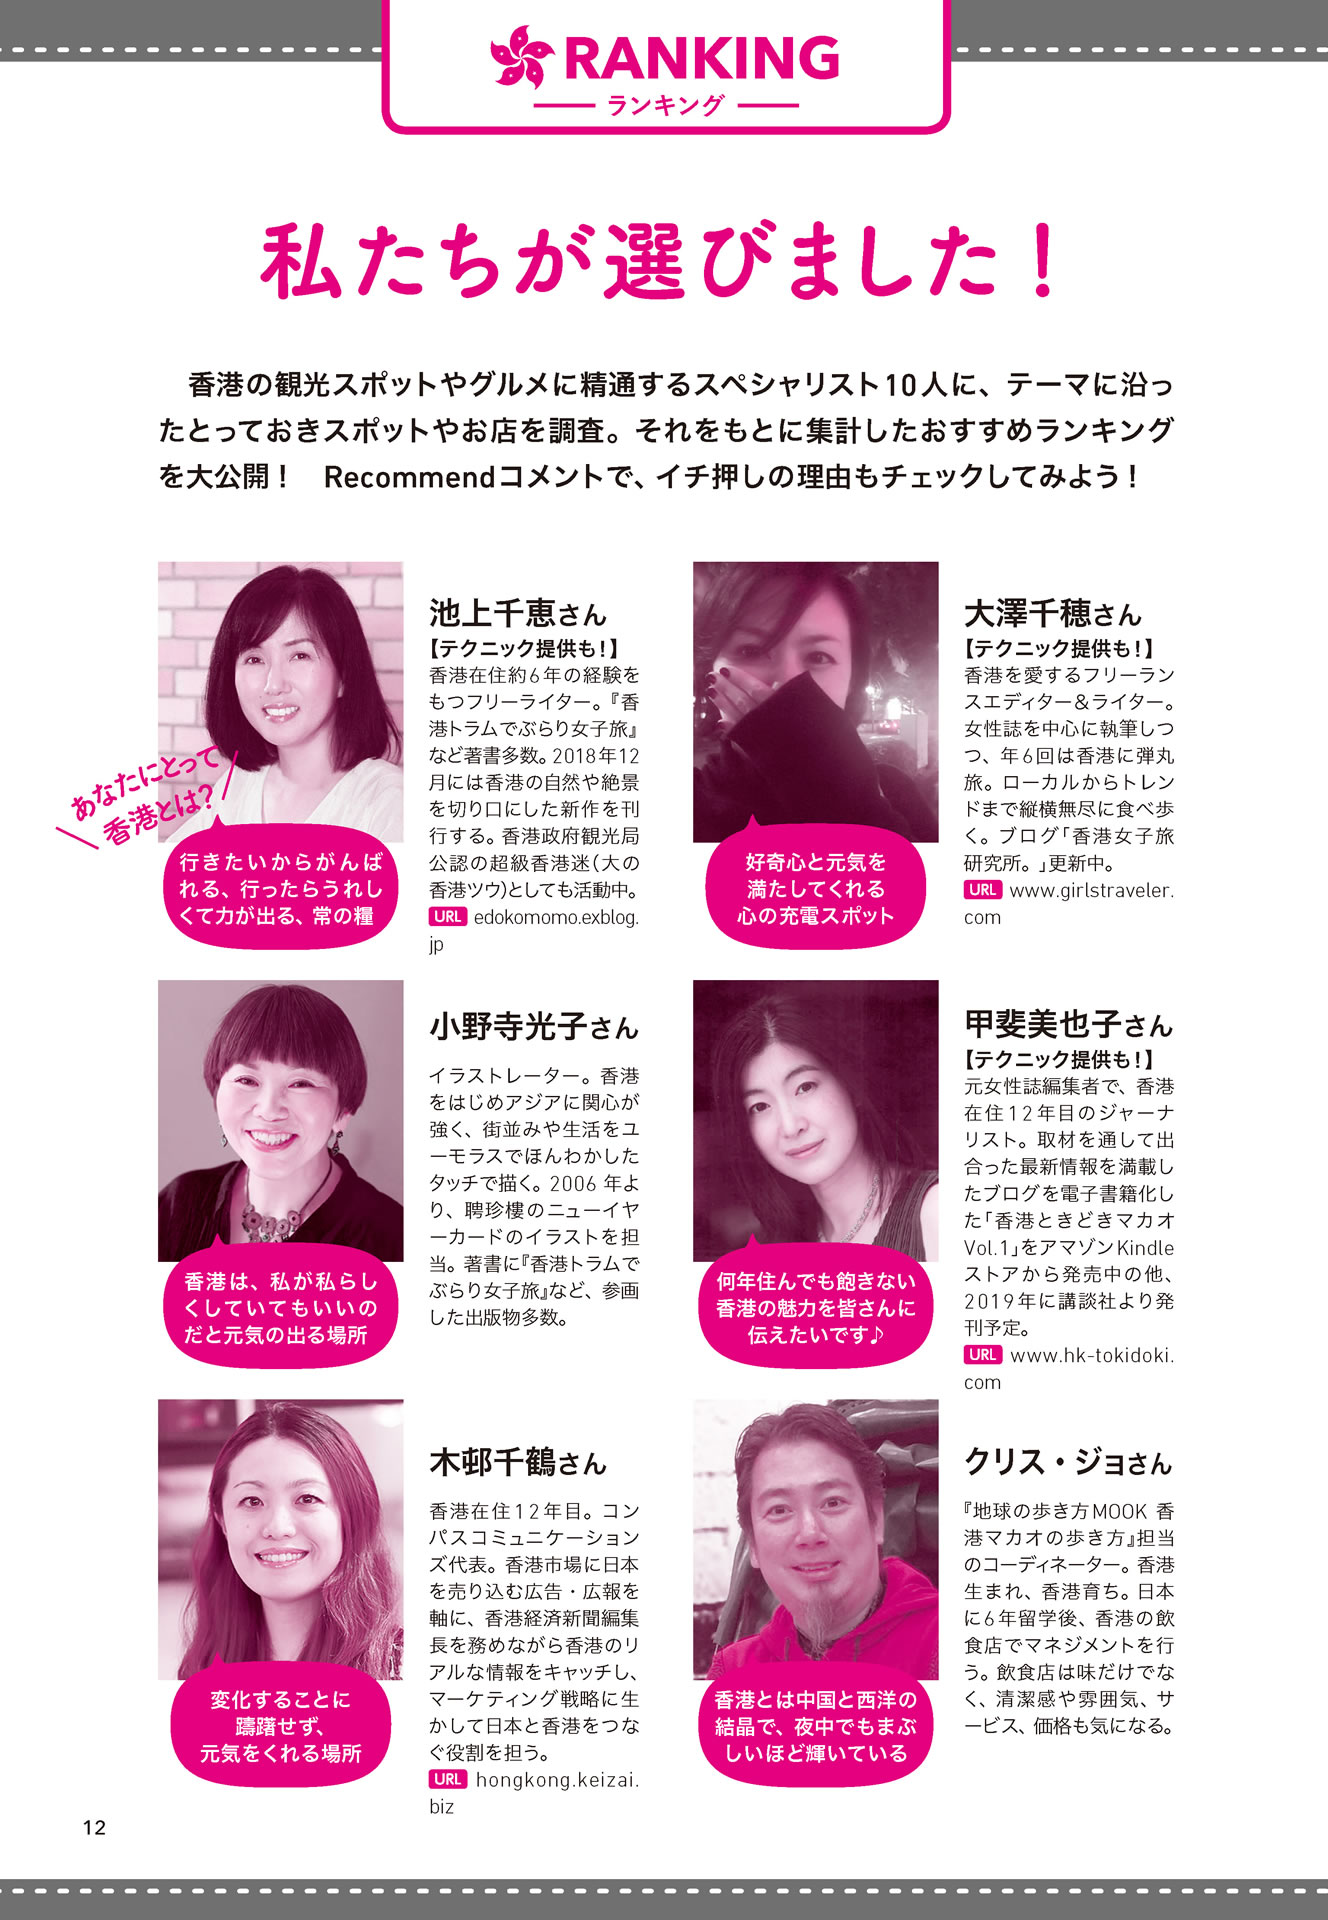 RANKING
ランキング
私たちが選びました！
香港の観光スポットやグルメに精通するスペシャリスト10人に、テーマに沿っ
たとっておきスポットやお店を調査。それをもとに集計したおすすめランキング
を大公開！　Recommendコメントで、イチ押しの理由もチェックしてみよう！
あなたにとって
香港とは？
行きたいからがんば
れる、行ったらうれし
くて力が出る、常の糧
池上千恵さん
【テクニック提供も！】
香港在住約6年の経験を
もつフリーライター。『香
港トラムでぶらり女子旅』
など著書多数。2018年12
月には香港の自然や絶景
を切り口にした新作を刊
行する。香港政府観光局
公認の超級香港迷（大の
香港ツウ）としても活動中。
URL edokomomo.exblog.
jp
好奇心と元気を
満たしてくれる
心の充電スポット
大澤千穂さん
【テクニック提供も！】
香港を愛するフリーラン
スエディター＆ライター。
女性誌を中心に執筆しつ
つ、年6回は香港に弾丸
旅。ローカルからトレン
ドまで縦横無尽に食べ歩
く。ブログ「香港女子旅
研究所。」更新中。
URL www.girlstraveler.
com
香港は、私が私らし
くしていてもいいの
だと元気の出る場所
小野寺光子さん
イラストレーター。香港
をはじめアジアに関心が
強く、街並みや生活をユ
ーモラスでほんわかした
タッチで描く。2006年よ
り、聘珍樓のニューイヤ
ーカードのイラストを担
当。著書に『香港トラムで
ぶらり女子旅』など、参画
した出版物多数。
何年住んでも飽きない
香港の魅力を皆さんに
伝えたいです♪
甲斐美也子さん
【テクニック提供も！】
元女性誌編集者で、香港
在住12年目のジャーナ
リスト。取材を通して出
合った最新情報を満載し
たブログを電子書籍化し
た「香港ときどきマカオ
Vol.1」をアマゾンKindle
ストアから発売中の他、
2019年に講談社より発
刊予定。
URL www.hk-tokidoki.
com
変化することに
躊躇せず、
元気をくれる場所
木邨千鶴さん
香港在住12年目。コン
パスコミュニケーション
ズ代表。香港市場に日本
を売り込む広告・広報を
軸に、香港経済新聞編集
長を務めながら香港のリ
アルな情報をキャッチし、
マーケティング戦略に生
かして日本と香港をつな
ぐ役割を担う。
URL hongkong.keizai.
biz
香港とは中国と西洋の
結晶で、夜中でもまぶ
しいほど輝いている
クリス・ジョさん
『地球の歩き方MOOK 香
港マカオの歩き方』担当
のコーディネーター。香港
生まれ、香港育ち。日本
に6年留学後、香港の飲
食店でマネジメントを行
う。飲食店は味だけでな
く、清潔感や雰囲気、サ
ービス、価格も気になる。
12